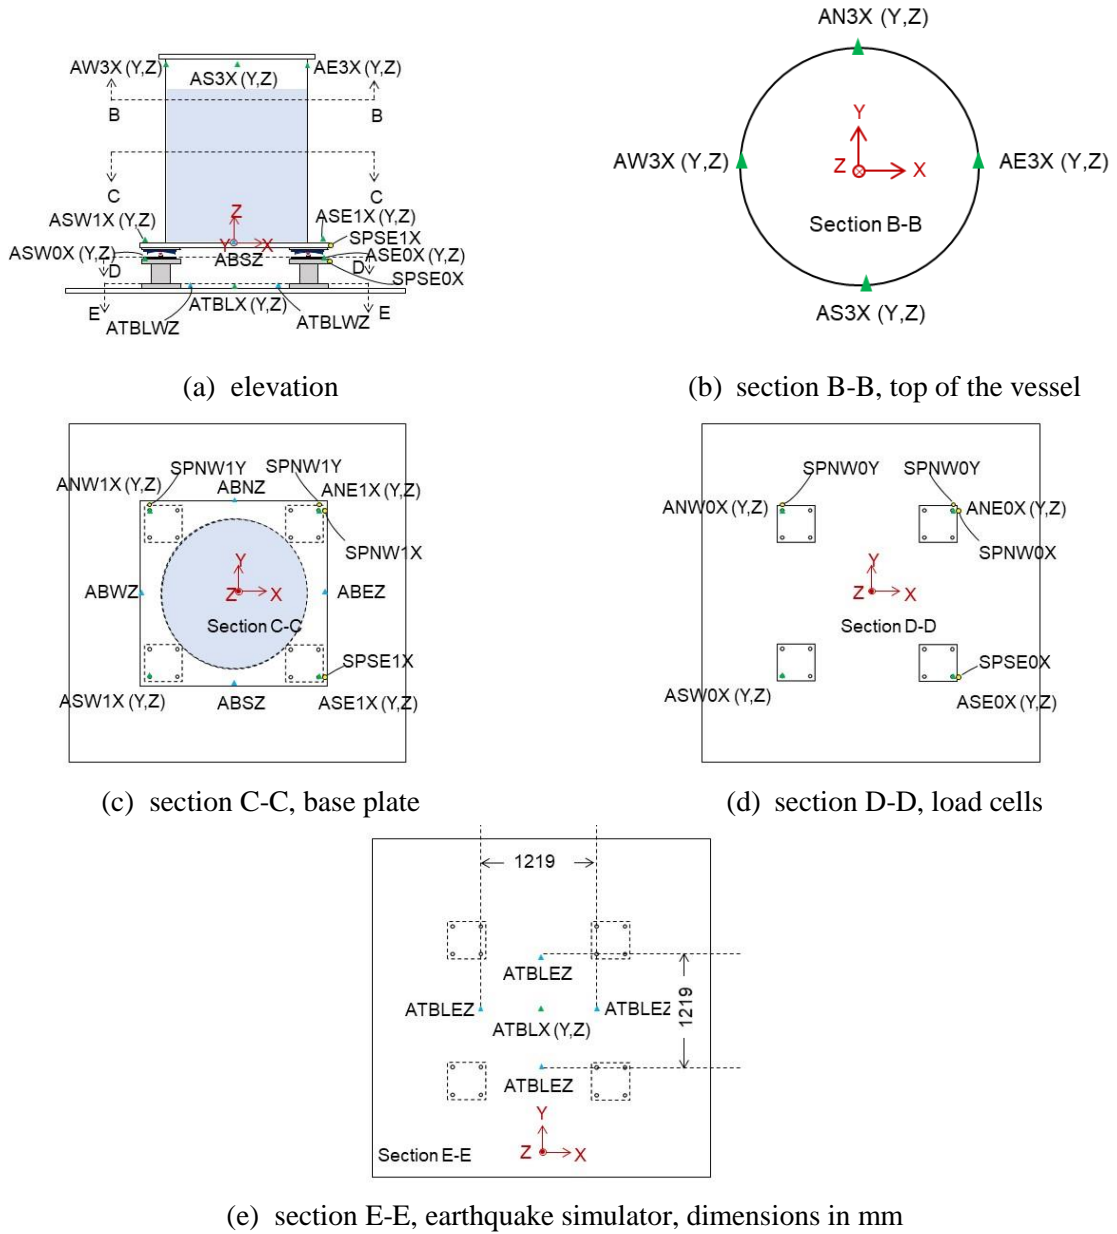 AW3X (Y,Z)
AS3X (Y,Z)
AE3X (Y,Z)
B
B
C
C
Z
ASW1X (Y,Z)
ASE1X (Y,Z)
SPSE1X
Y
X
ASW0X (Y,Z)
ABSZ
ASE0X (Y,Z)
D
D
SPSE0X
ATBLX (Y,Z)
E
E
ATBLWZ
ATBLWZ
(a) elevation
AN3X (Y,Z)
Y
AW3X (Y,Z)
Z
X
AE3X (Y,Z)
Section B-B
AS3X (Y,Z)
(b) section B-B, top of the vessel
SPNW1Y
SPNW1Y
ANW1X (Y,Z)
ABNZ
ANE1X (Y,Z)
SPNW1X
Y
ABWZ
Z
X
ABEZ
Section C-C
SPSE1X
ASW1X (Y,Z)
ABSZ
ASE1X (Y,Z)
(c) section C-C, base plate
SPNW0Y
SPNW0Y
ANW0X (Y,Z)
ANE0X (Y,Z)
SPNW0X
Y
Z
X
Section D-D
SPSE0X
ASW0X (Y,Z)
ASE0X (Y,Z)
(d) section D-D, load cells
1219
ATBLEZ
ATBLEZ
ATBLEZ
1219
ATBLX (Y,Z)
ATBLEZ
Y
Z
X
Section E-E
(e) section E-E, earthquake simulator, dimensions in mm